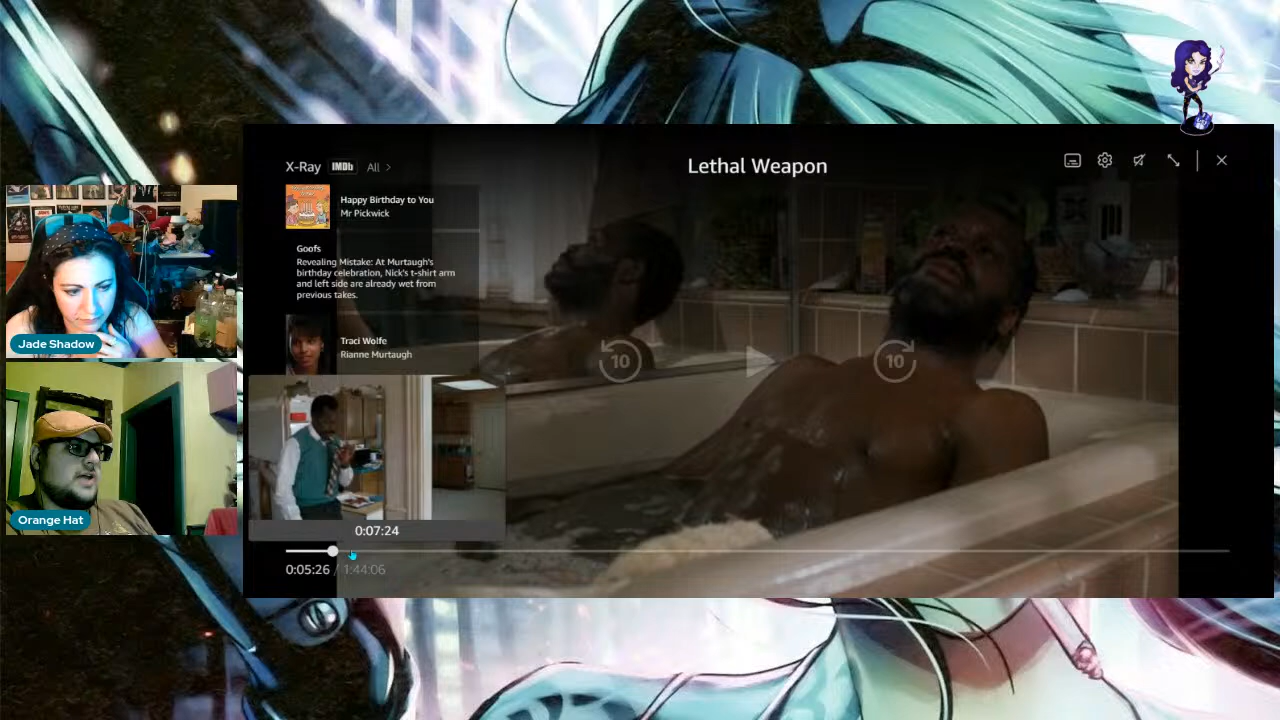 X-Ray IMDb All >
Lethal Weapon
Happy Birthday to You
Mr Pickwick
Goofs
Revealing Mistake: At Murtaugh's
birthday celebration, Nick's t-shirt arm
and left side are already wet from
previous takes.
Traci Wolfe
Rianne Murtaugh
Jade Shadow
10
10
Orange Hat
0:07:24
0:05:26 / 1:44:06